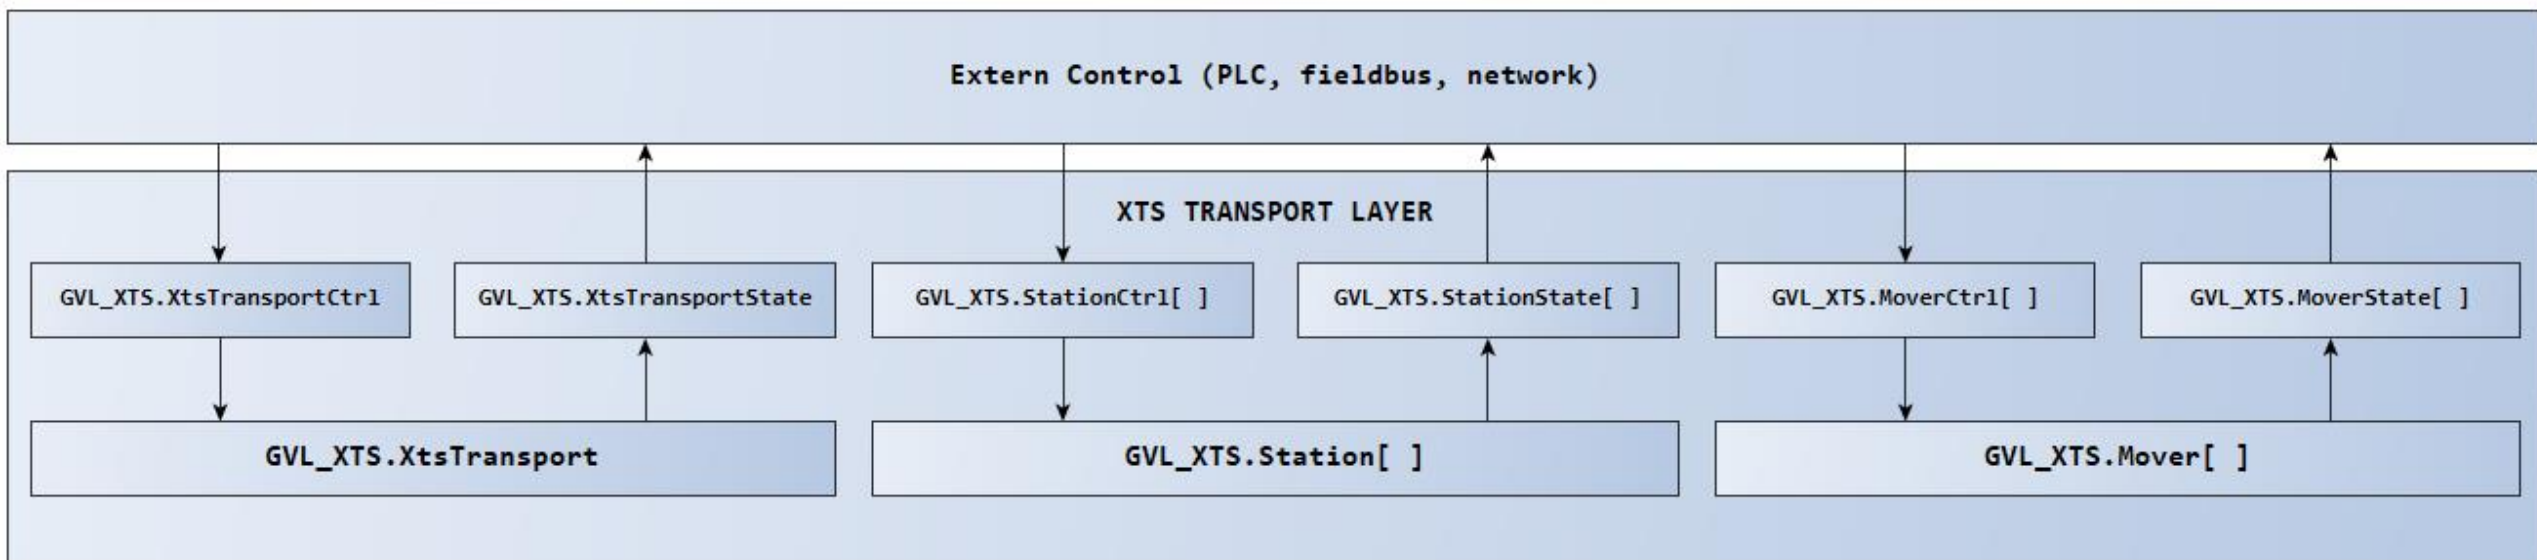 Extern Control (PLC, fieldbus, network)
XTS TRANSPORT LAYER
GVL_XTS.XtsTransportCtrl
GVL_XTS.XtsTransportState
GVL_XTS.StationCtrl[ ]
GVL_XTS.StationState[ ]
GVL_XTS.MoverCtrl[ ]
GVL_XTS.MoverState[ ]
GVL_XTS.XtsTransport
GVL_XTS.Station[ ]
GVL_XTS.Mover[ ]